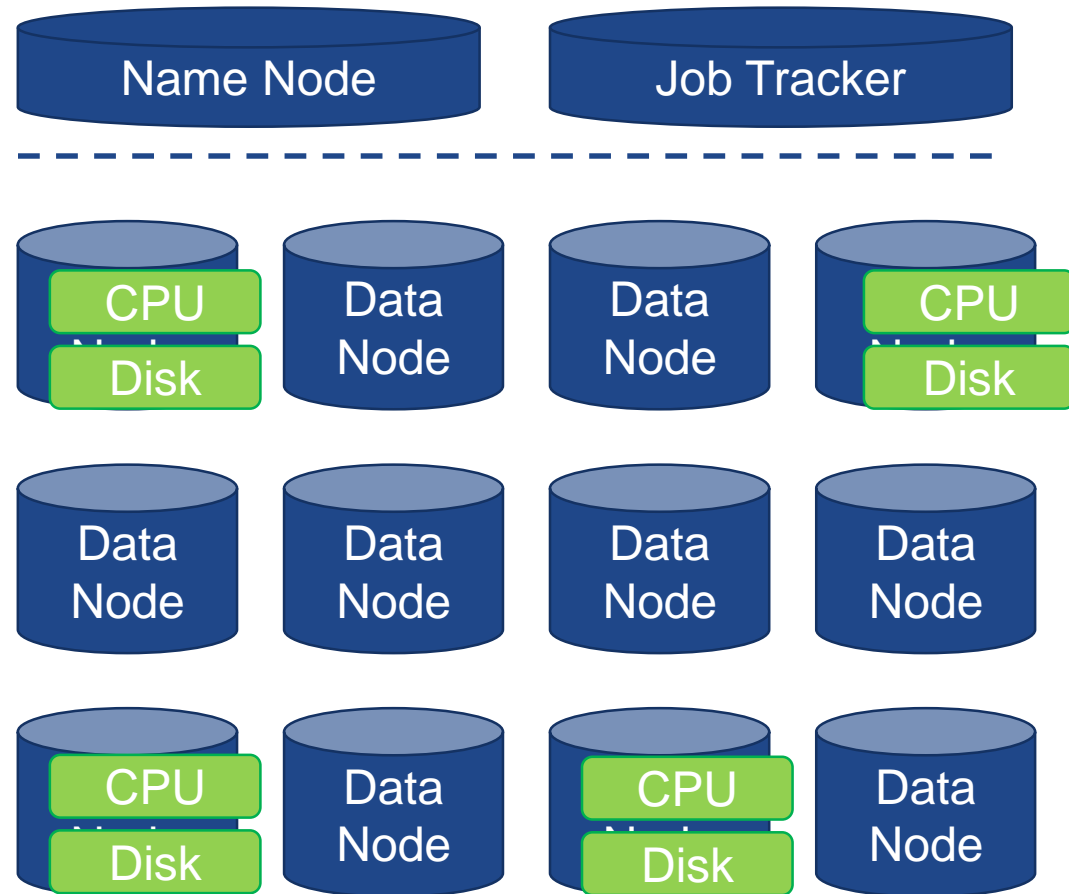 Name Node
Job Tracker
CPU
Disk
Data
Node
Data
Node
CPU
Disk
Data
Node
Data
Node
Data
Node
Data
Node
CPU
Disk
Data
Node
CPU
Disk
Data
Node